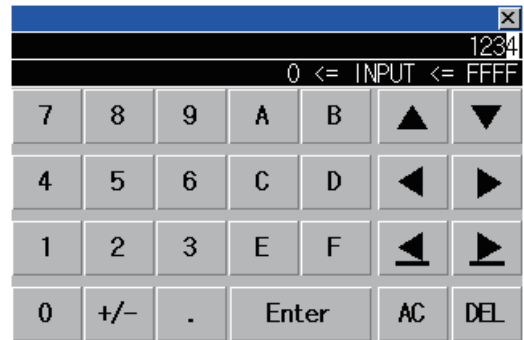 1234
0 <= INPUT <= FFFF
7 8 9 A B
4 5 6 C D
1 2 3 E F
0 +/- . Enter AC DEL